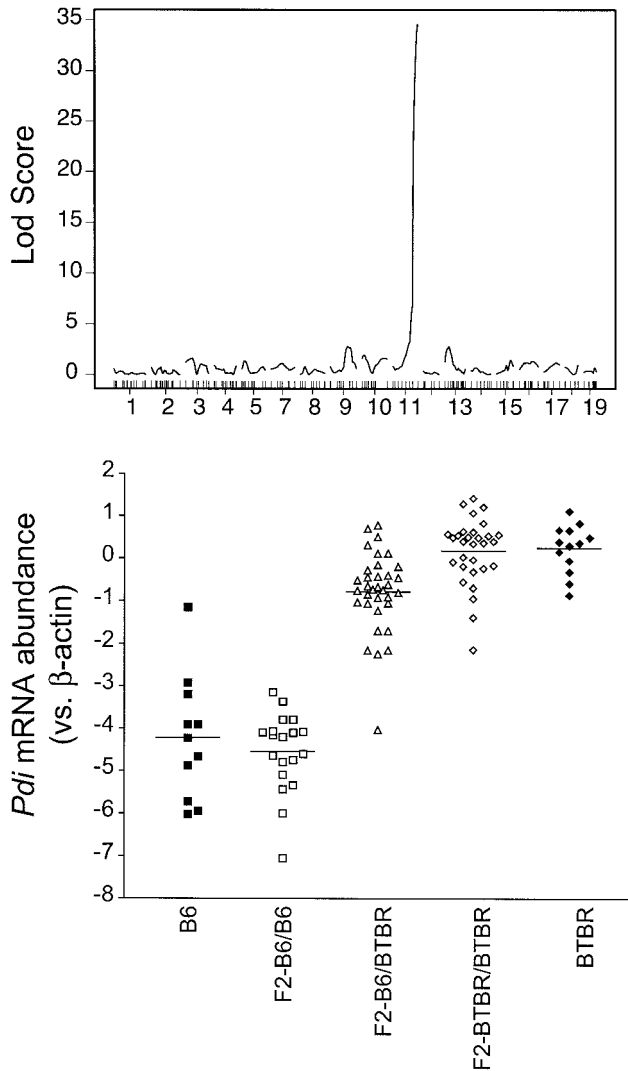 35
30
25
20
15
10
5
0
Lod Score
1 2 3 4 5 7 8 9 10 11 13 15 16 17 19
2
1
0
-1
-2
-3
-4
-5
-6
-7
-8
Pdi mRNA abundance
(vs. β-actin)
B6
F2-B6/B6
F2-B6/BTBR
F2-BTBR/BTBR
BTBR